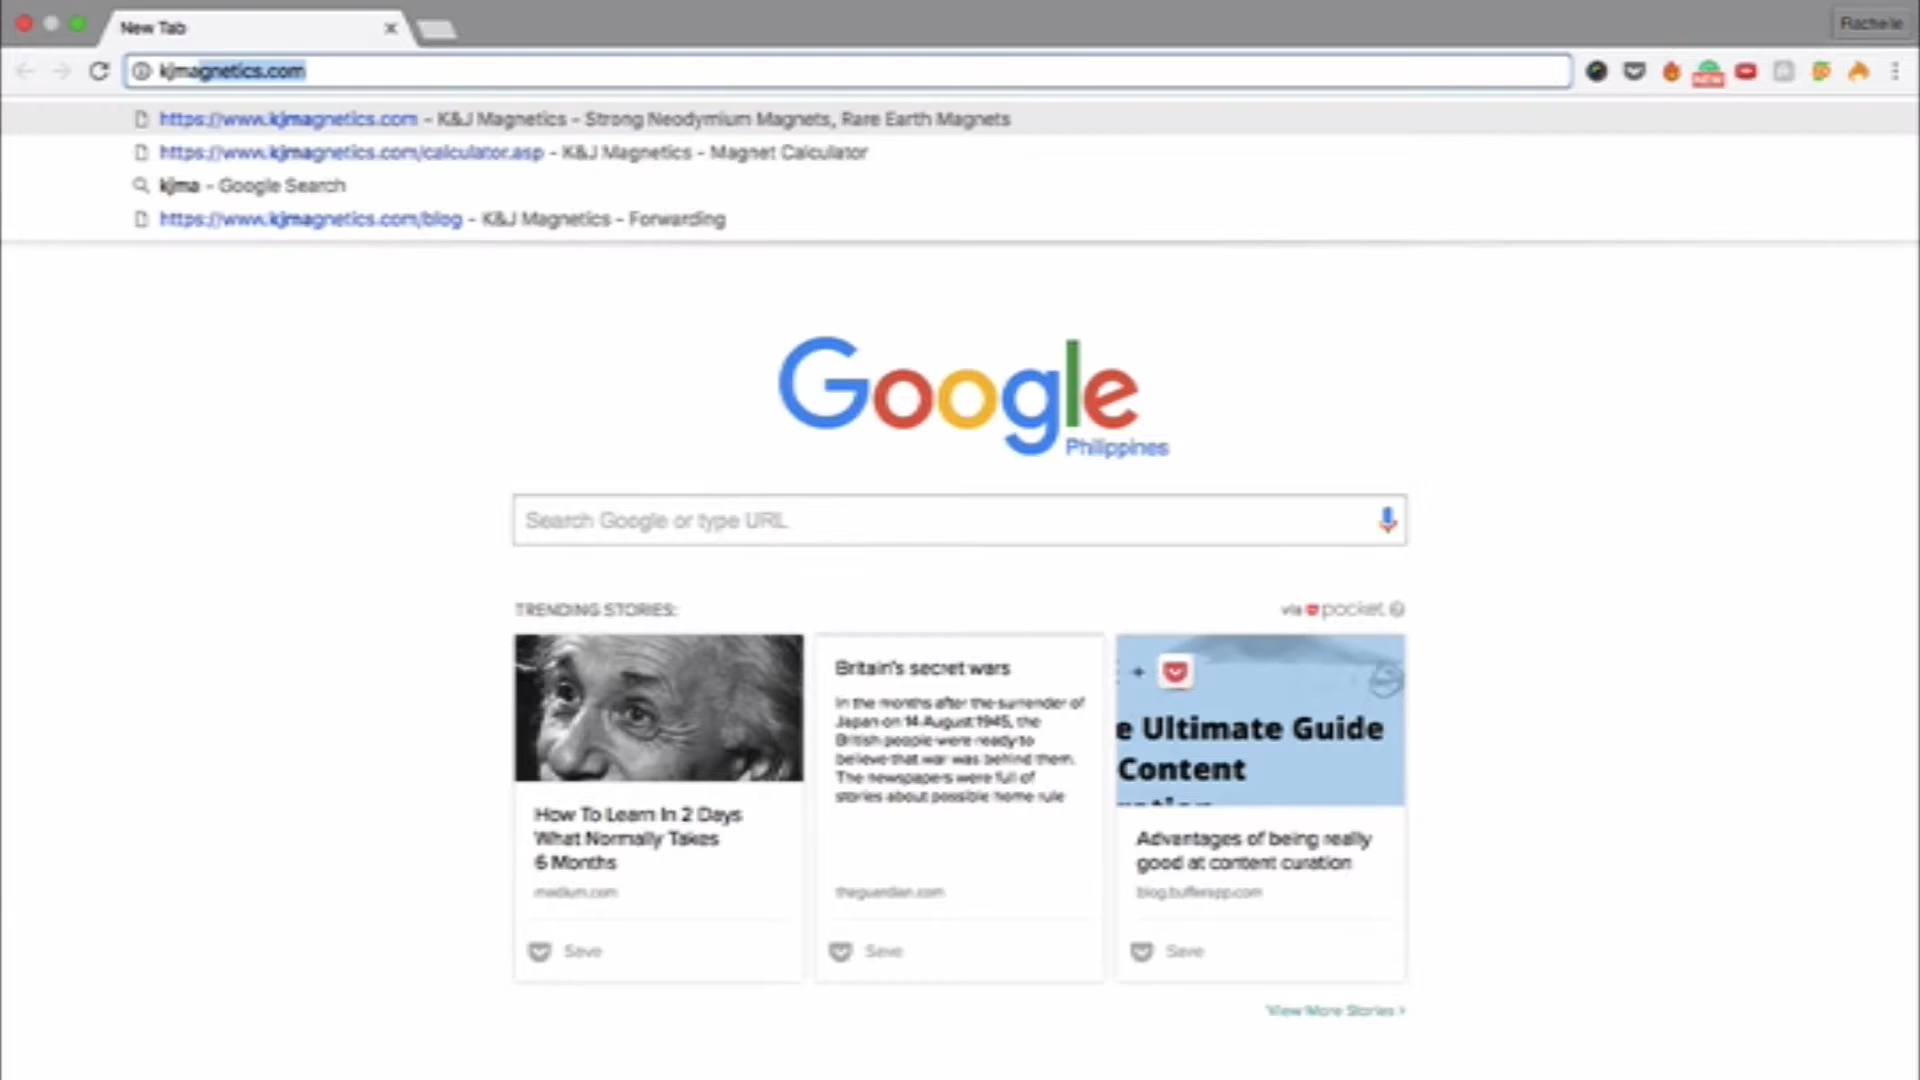 New Tab
Rachelle
kjmagnetics.com
NEW
https://www.kjmagnetics.com - K&J Magnetics - Strong Neodymium Magnets, Rare Earth Magnets
https://www.kjmagnetics.com/calculator.asp - K&J Magnetics - Magnet Calculator
kjma - Google Search
https://www.kjmagnetics.com/blog - K&J Magnetics - Forwarding
Google
Philippines
Search Google or type URL
TRENDING STORIES:
via pocket
How To Learn In 2 Days
What Normally Takes
6 Months
medium.com
Save
Britain's secret wars
In the months after the surrender of
Japan on 14 August 1945, the
British people were ready to
believe that war was behind them.
The newspapers were full of
stories about possible home rule
theguardian.com
Save
e Ultimate Guide
Content
Advantages of being really
good at content curation
blog.bufferapp.com
Save
View More Stories >